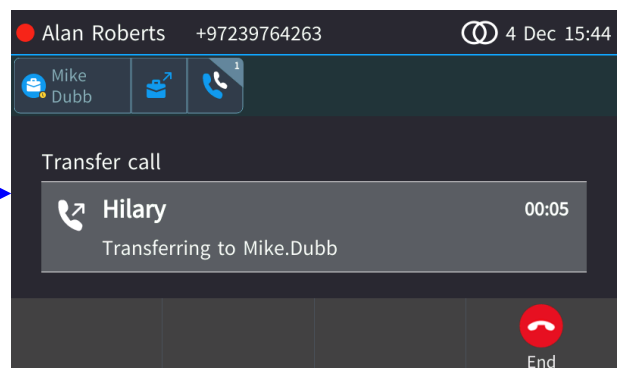 Alan Roberts +97239764263 4 Dec 15:44
Mike
Dubb
1
Transfer call
Hilary 00:05
Transferring to Mike.Dubb
End